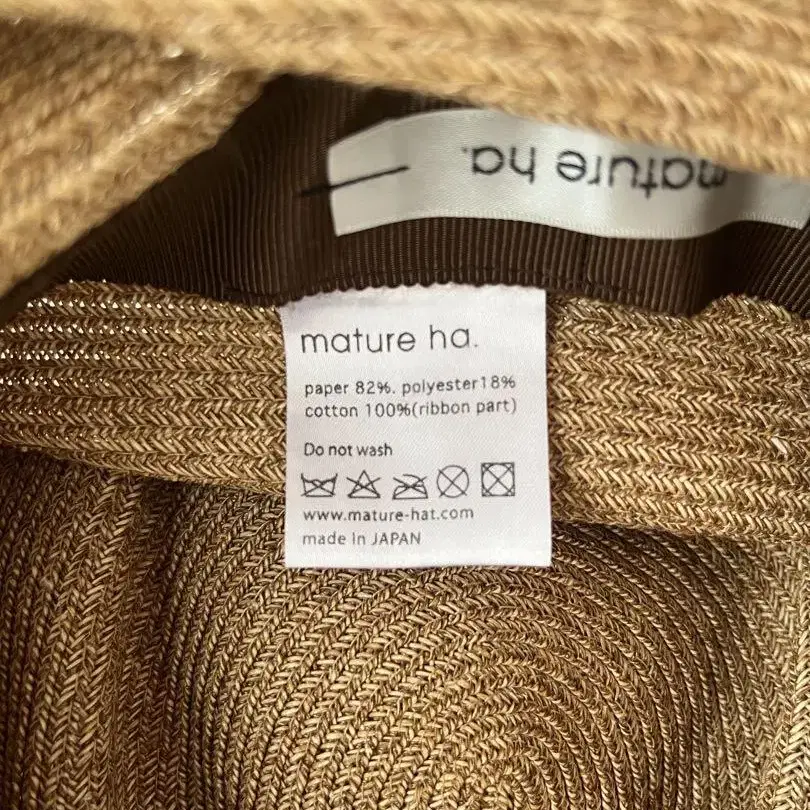 mature ha.
mature ha.
paper 82%. polyester18%
cotton 100%(ribbon part)
Do not wash
www.mature-hat.com
made In JAPAN